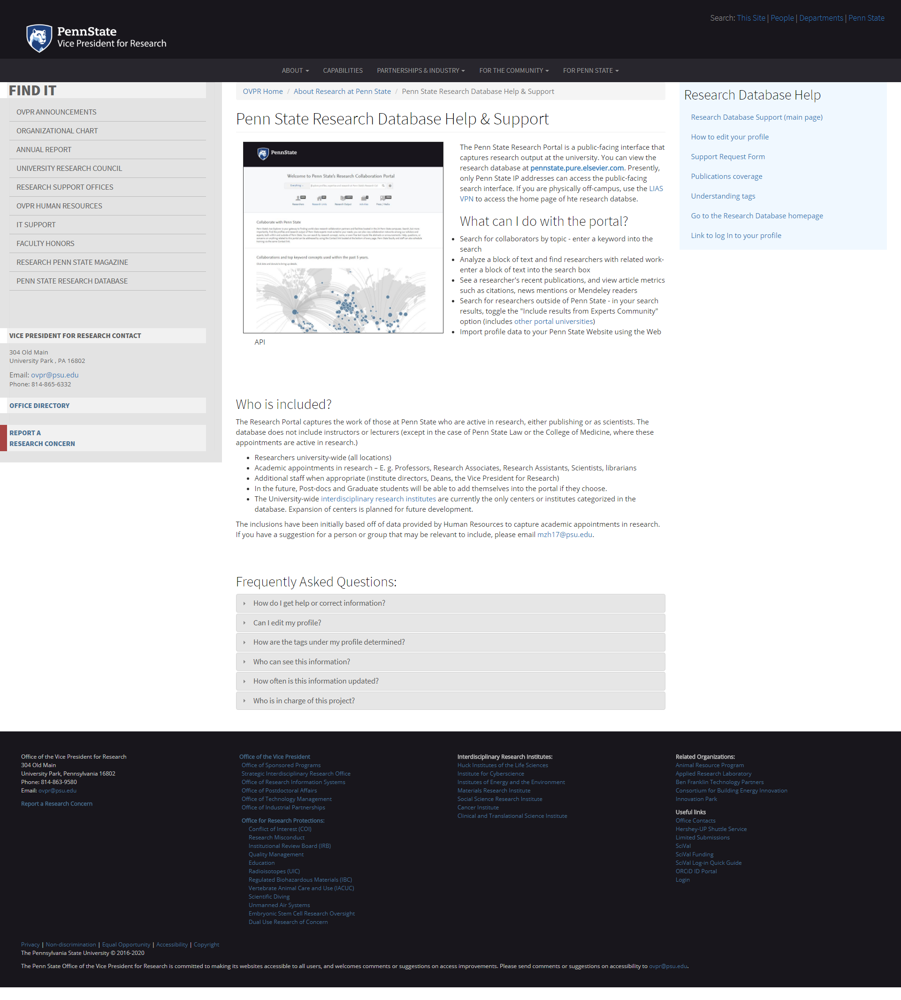 Search: This Site | People | Departments | Penn State
PennState
Vice President for Research
ABOUT
CAPABILITIES
PARTNERSHIPS & INDUSTRY
FOR THE COMMUNITY
FOR PENN STATE
FIND IT
OVPR ANNOUNCEMENTS
ORGANIZATIONAL CHART
ANNUAL REPORT
UNIVERSITY RESEARCH COUNCIL
RESEARCH SUPPORT OFFICES
OVPR HUMAN RESOURCES
IT SUPPORT
FACULTY HONORS
RESEARCH PENN STATE MAGAZINE
PENN STATE RESEARCH DATABASE
VICE PRESIDENT FOR RESEARCH CONTACT
304 Old Main
University Park , PA 16802
Email: ovpr@psu.edu
Phone: 814-865-6332
OFFICE DIRECTORY
REPORT A
RESEARCH CONCERN
OVPR Home / About Research at Penn State / Penn State Research Database Help & Support
Penn State Research Database Help & Support
PennState
Welcome to Penn State's Research Collaboration Portal
Everything
Researchers
Research Units
Research Output
Activities
Press / Media
Collaborate with Penn State
Collaborations and top keyword concepts used within the past 5 years.
Click dots and donuts to bring up details.
The Penn State Research Portal is a public-facing interface that
captures research output at the university. You can view the
research database at pennstate.pure.elsevier.com. Presently,
only Penn State IP addresses can access the public-facing
search interface. If you are physically off-campus, use the LIAS
VPN to access the home page of hte research databse.
What can I do with the portal?
• Search for collaborators by topic - enter a keyword into the
search
• Analyze a block of text and find researchers with related work-
enter a block of text into the search box
• See a researcher's recent publications, and view article metrics
such as citations, news mentions or Mendeley readers
• Search for researchers outside of Penn State - in your search
results, toggle the "Include results from Experts Community"
option (includes other portal universities)
• Import profile data to your Penn State Website using the Web
API
Who is included?
The Research Portal captures the work of those at Penn State who are active in research, either publishing or as scientists. The
database does not include instructors or lecturers (except in the case of Penn State Law or the College of Medicine, where these
appointments are active in research.)
• Researchers university-wide (all locations)
• Academic appointments in research – E. g. Professors, Research Associates, Research Assistants, Scientists, librarians
• Additional staff when appropriate (institute directors, Deans, the Vice President for Research)
• In the future, Post-docs and Graduate students will be able to add themselves into the portal if they choose.
• The University-wide interdisciplinary research institutes are currently the only centers or institutes categorized in the
database. Expansion of centers is planned for future development.
The inclusions have been initially based off of data provided by Human Resources to capture academic appointments in research.
If you have a suggestion for a person or group that may be relevant to include, please email mzh17@psu.edu.
Frequently Asked Questions:
How do I get help or correct information?
Can I edit my profile?
How are the tags under my profile determined?
Who can see this information?
How often is this information updated?
Who is in charge of this project?
Research Database Help
Research Database Support (main page)
How to edit your profile
Support Request Form
Publications coverage
Understanding tags
Go to the Research Database homepage
Link to log In to your profile
Office of the Vice President for Research
304 Old Main
University Park, Pennsylvania 16802
Phone: 814-863-9580
Email: ovpr@psu.edu
Report a Research Concern
Office of the Vice President
Office of Sponsored Programs
Strategic Interdisciplinary Research Office
Office of Research Information Systems
Office of Postdoctoral Affairs
Office of Technology Management
Office of Industrial Partnerships
Office for Research Protections:
Conflict of Interest (COI)
Research Misconduct
Institutional Review Board (IRB)
Quality Management
Education
Radioisotopes (UIC)
Regulated Biohazardous Materials (IBC)
Vertebrate Animal Care and Use (IACUC)
Scientific Diving
Unmanned Air Systems
Embryonic Stem Cell Research Oversight
Dual Use Research of Concern
Interdisciplinary Research Institutes:
Huck Institutes of the Life Sciences
Institute for Cyberscience
Institutes of Energy and the Environment
Materials Research Institute
Social Science Research Institute
Cancer Institute
Clinical and Translational Science Institute
Related Organizations:
Animal Resource Program
Applied Research Laboratory
Ben Franklin Technology Partners
Consortium for Building Energy Innovation
Innovation Park
Useful links
Office Contacts
Hershey-UP Shuttle Service
Limited Submissions
SciVal
SciVal Funding
SciVal Log-in Quick Guide
ORCiD ID Portal
Login
Privacy | Non-discrimination | Equal Opportunity | Accessibility | Copyright
The Pennsylvania State University © 2016-2020
The Penn State Office of the Vice President for Research is committed to making its websites accessible to all users, and welcomes comments or suggestions on access improvements. Please send comments or suggestions on accessibility to ovpr@psu.edu.